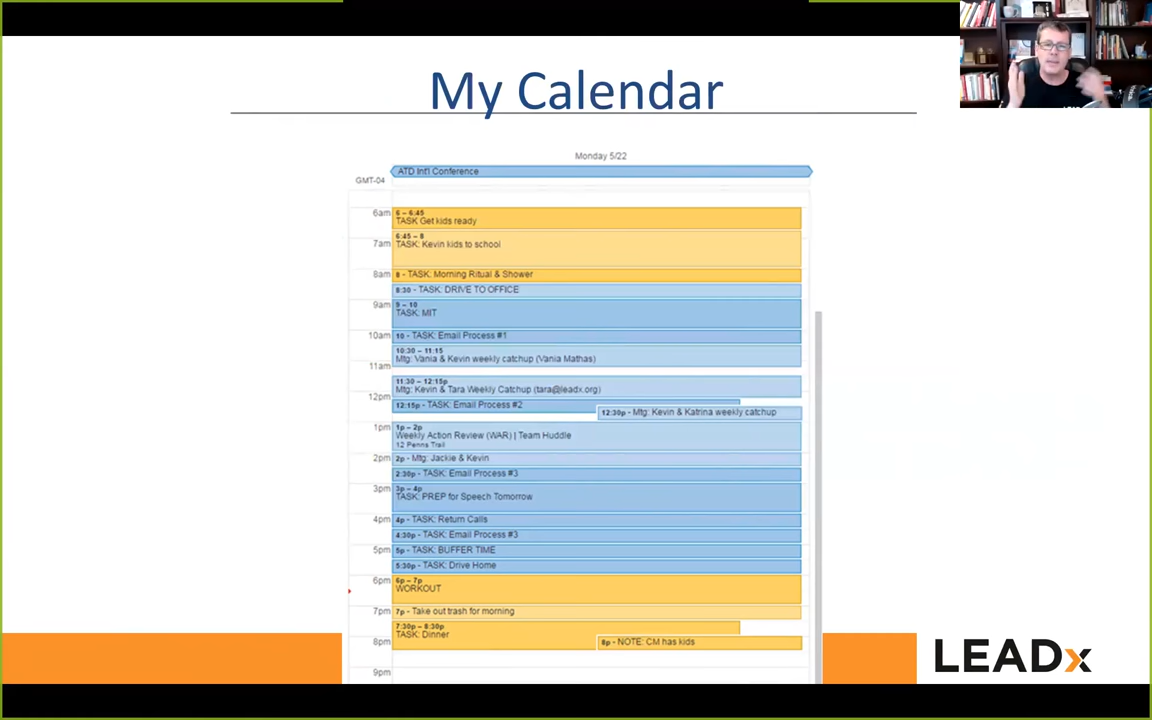 My Calendar
Monday 5/22
ATD Int'l Conference
GMT-04
6am
6 – 6:45
TASK Get kids ready
6:45 – 8
7am
TASK: Kevin kids to school
8am
8 - TASK: Morning Ritual & Shower
8:30 - TASK: DRIVE TO OFFICE
9am
9 – 10
TASK: MIT
10am
10 - TASK: Email Process #1
10:30 – 11:15
Mtg: Vania & Kevin weekly catchup (Vania Mathas)
11am
11:30 – 12:15p
Mtg: Kevin & Tara Weekly Catchup (tara@leadx.org)
12pm
12:15p - TASK: Email Process #2
12:30p - Mtg: Kevin & Katrina weekly catchup
1pm
1p – 2p
Weekly Action Review (WAR) | Team Huddle
12 Penns Trail
2pm
2p - Mtg: Jackie & Kevin
2:30p - TASK: Email Process #3
3pm
3p – 4p
TASK: PREP for Speech Tomorrow
4pm
4p - TASK: Return Calls
4:30p - TASK: Email Process #3
5pm
5p - TASK: BUFFER TIME
5:30p - TASK: Drive Home
6pm
6p – 7p
WORKOUT
7pm
7p - Take out trash for morning
7:30p – 8:30p
TASK: Dinner
8pm
8p - NOTE: CM has kids
9pm
LEADx